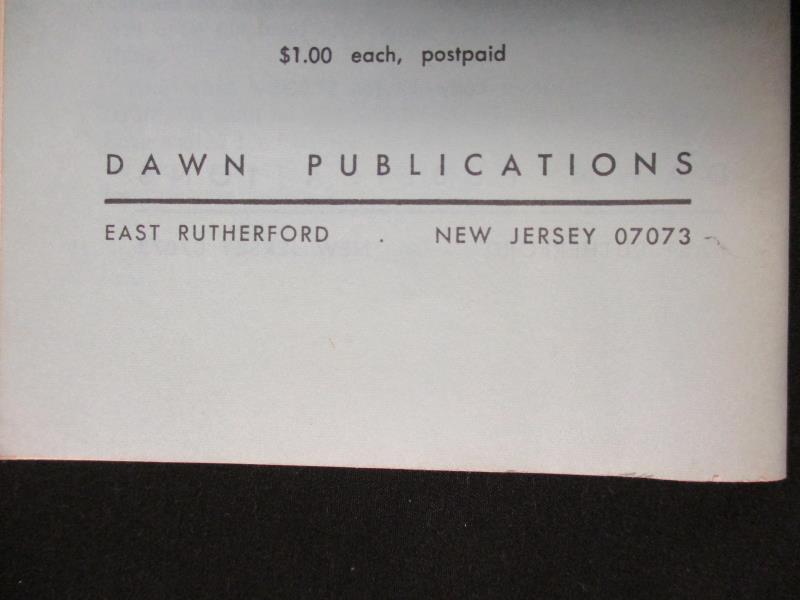 $1.00 each, postpaid
DAWN PUBLICATIONS
EAST RUTHERFORD . NEW JERSEY 07073